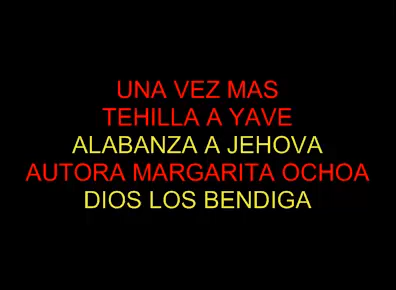 UNA VEZ MAS
TEHILLA A YAVE
ALABANZA A JEHOVA
AUTORA MARGARITA OCHOA
DIOS LOS BENDIGA